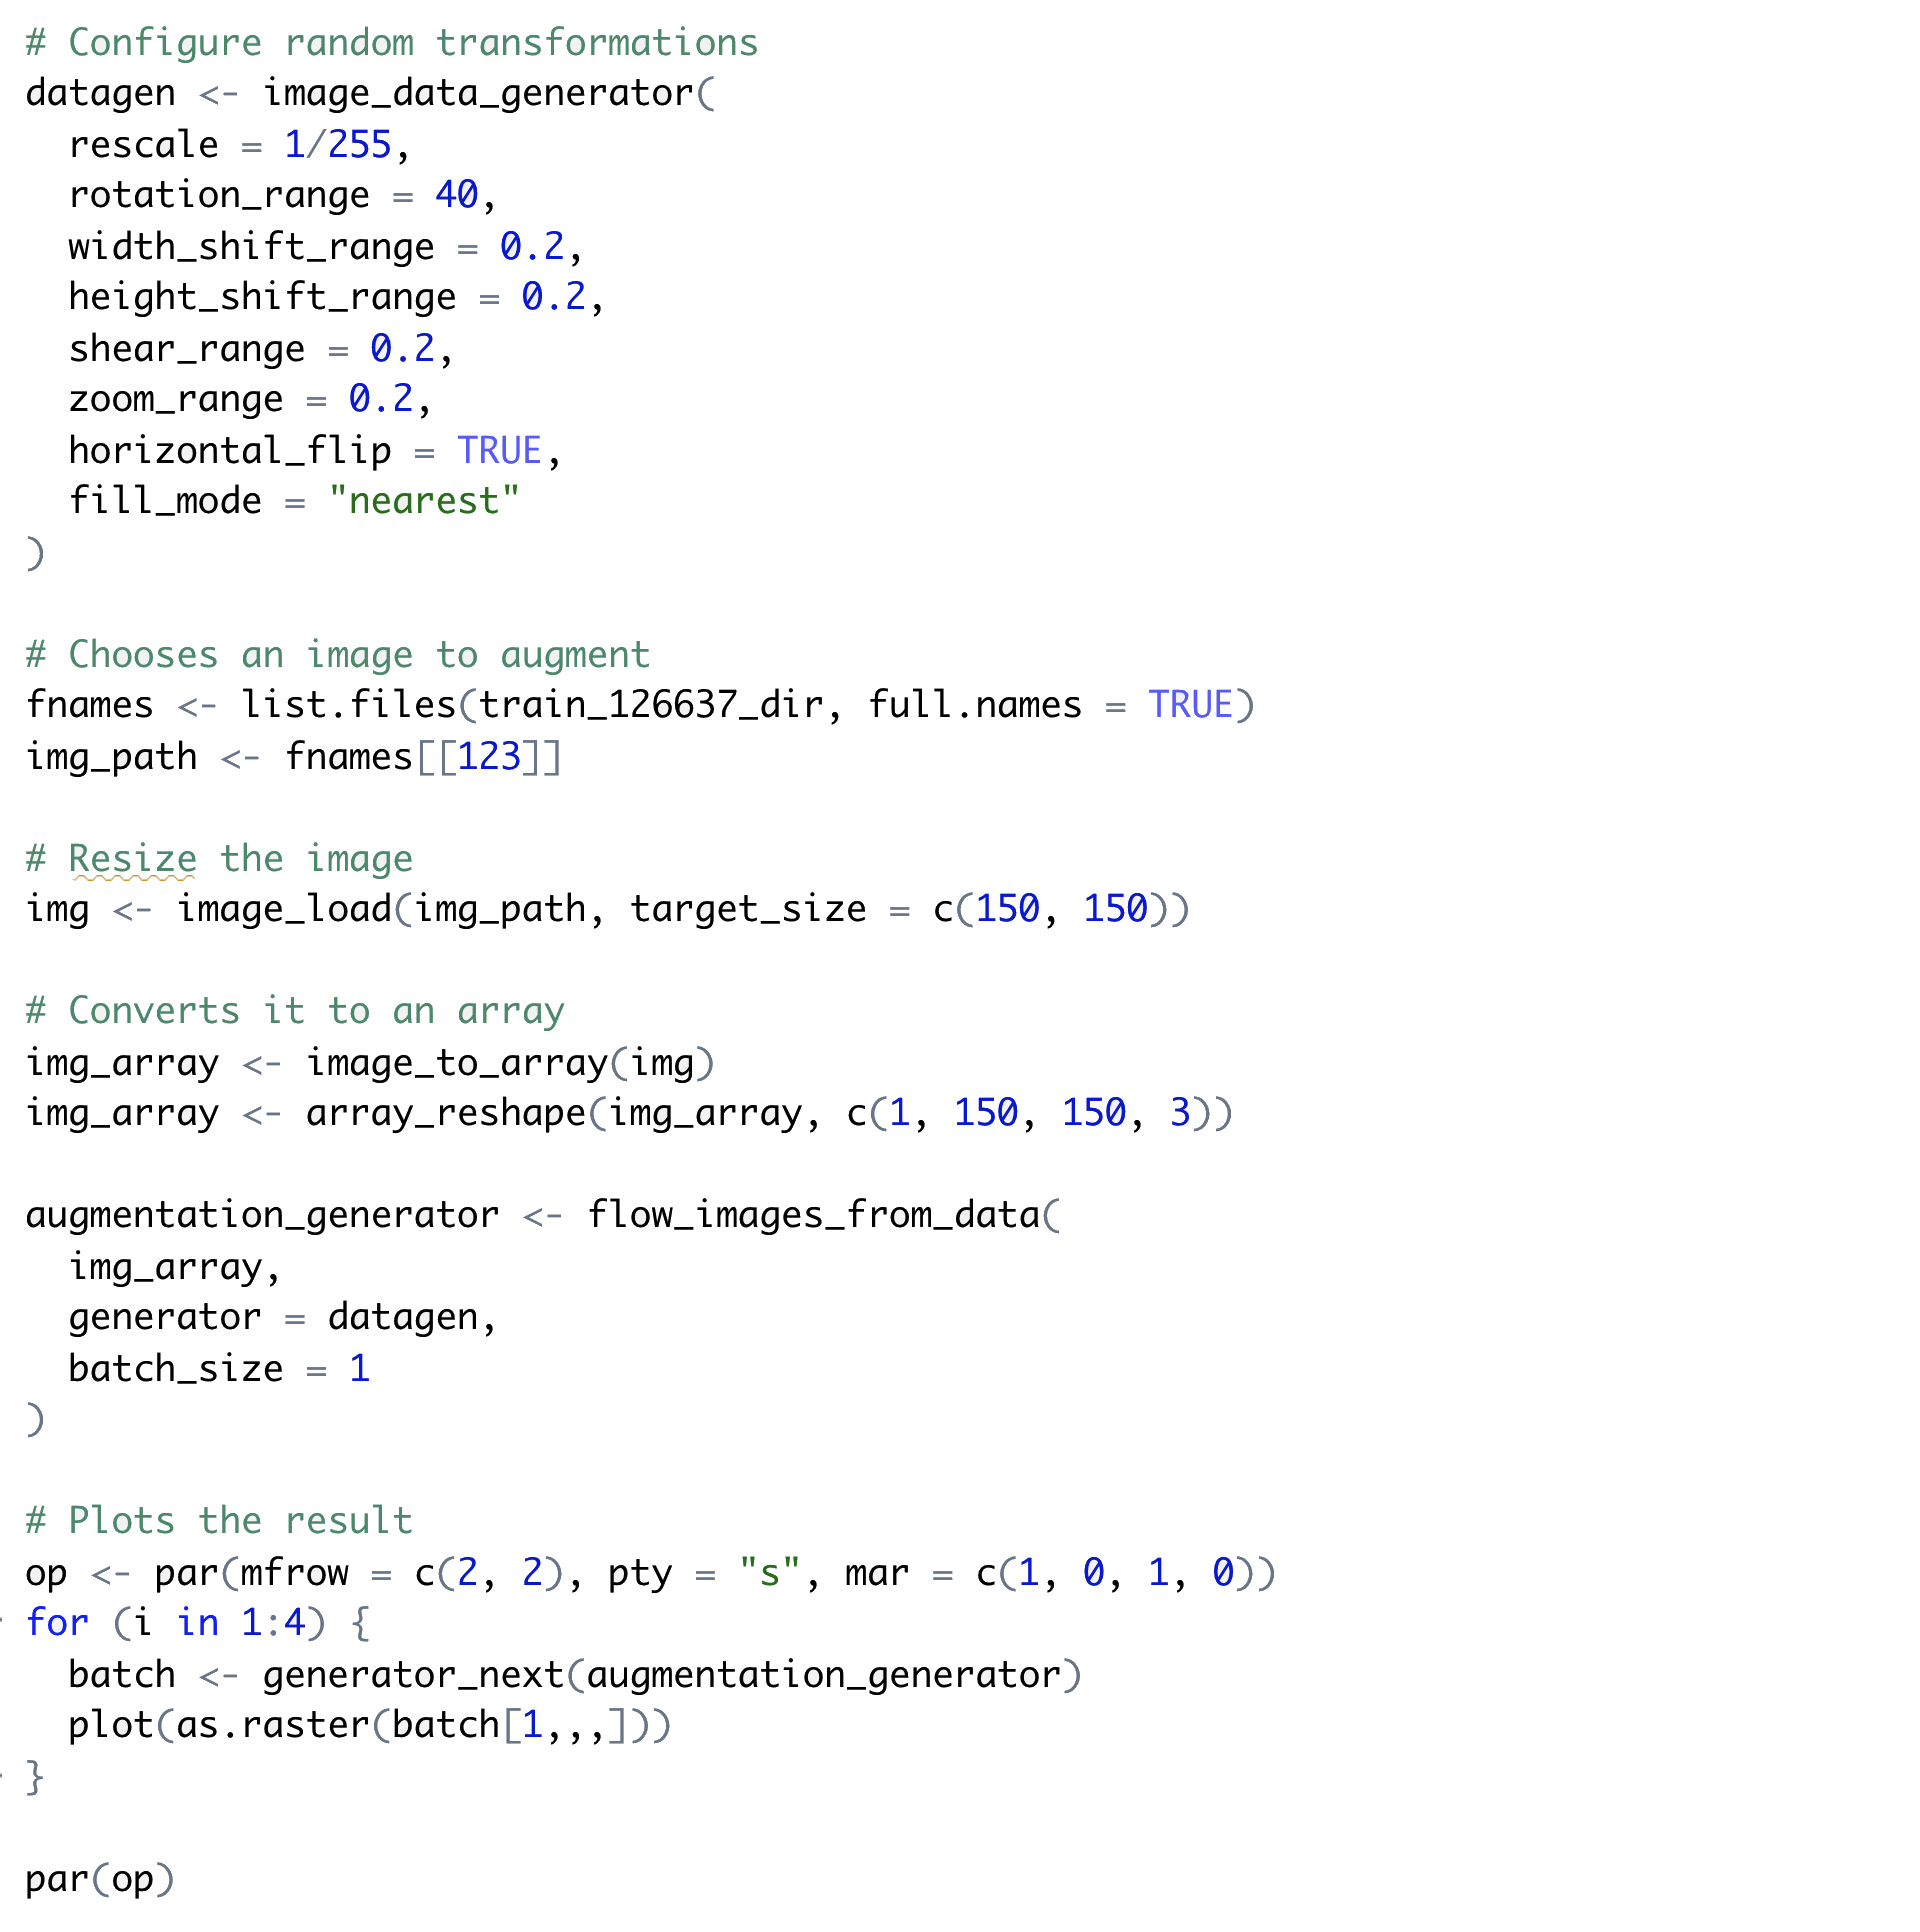 # Configure random transformations
datagen <- image_data_generator(
  rescale = 1/255,
  rotation_range = 40,
  width_shift_range = 0.2,
  height_shift_range = 0.2,
  shear_range = 0.2,
  zoom_range = 0.2,
  horizontal_flip = TRUE,
  fill_mode = "nearest"
)

# Chooses an image to augment
fnames <- list.files(train_126637_dir, full.names = TRUE)
img_path <- fnames[[123]]

# Resize the image
img <- image_load(img_path, target_size = c(150, 150))

# Converts it to an array
img_array <- image_to_array(img)
img_array <- array_reshape(img_array, c(1, 150, 150, 3))

augmentation_generator <- flow_images_from_data(
  img_array,
  generator = datagen,
  batch_size = 1
)

# Plots the result
op <- par(mfrow = c(2, 2), pty = "s", mar = c(1, 0, 1, 0))
for (i in 1:4) {
  batch <- generator_next(augmentation_generator)
  plot(as.raster(batch[1,,,]))
}

par(op)